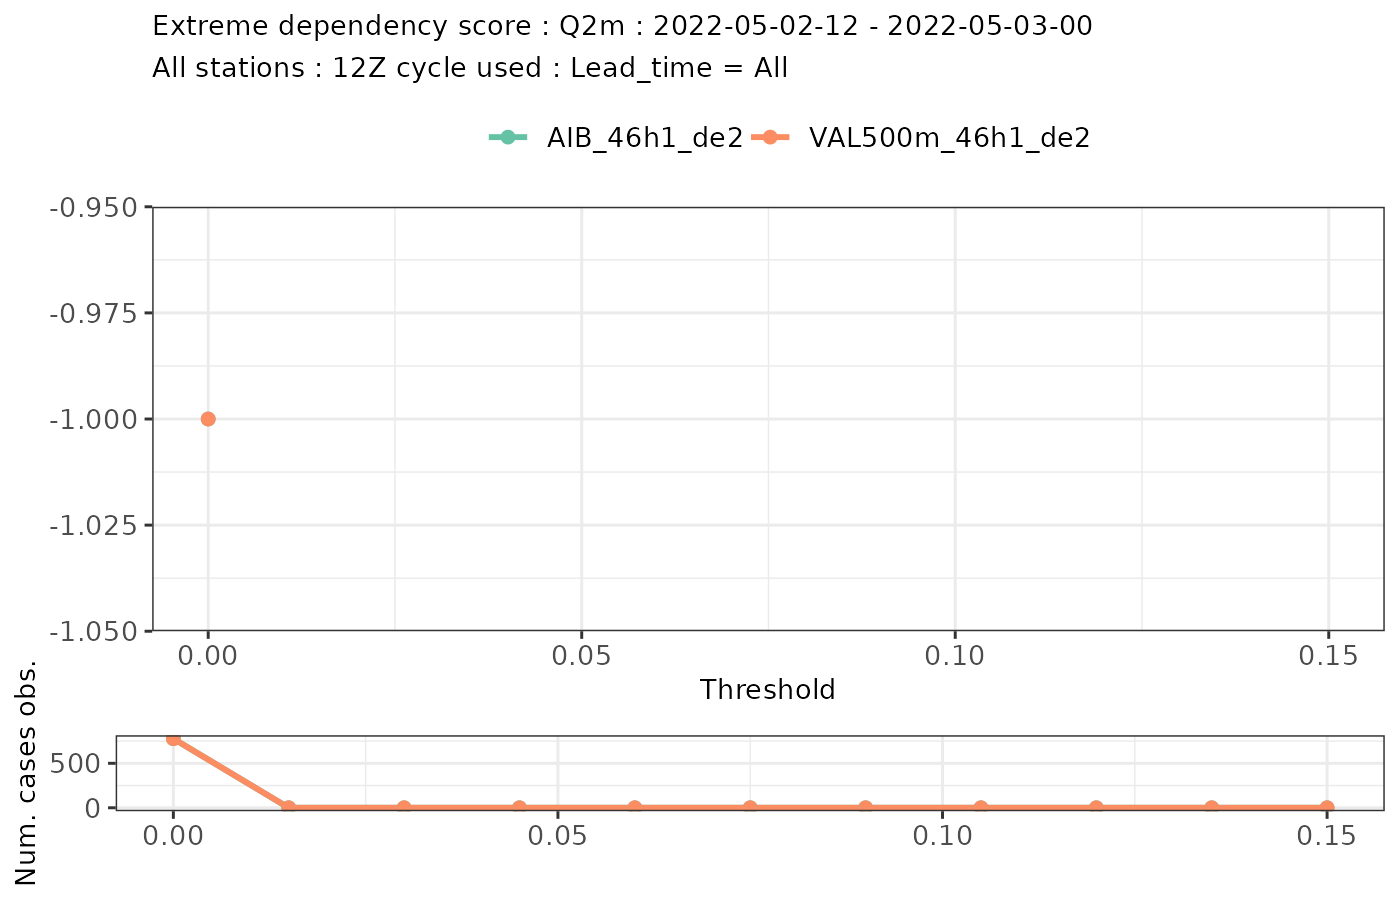 Extreme dependency score : Q2m : 2022-05-02-12 - 2022-05-03-00
All stations : 12Z cycle used : Lead_time = All
AIB_46h1_de2 VAL500m_46h1_de2
-0.950
-0.975
-1.000
-1.025
-1.050
0.00 0.05 0.10 0.15
Threshold
Num. cases obs.
500
0
0.00 0.05 0.10 0.15